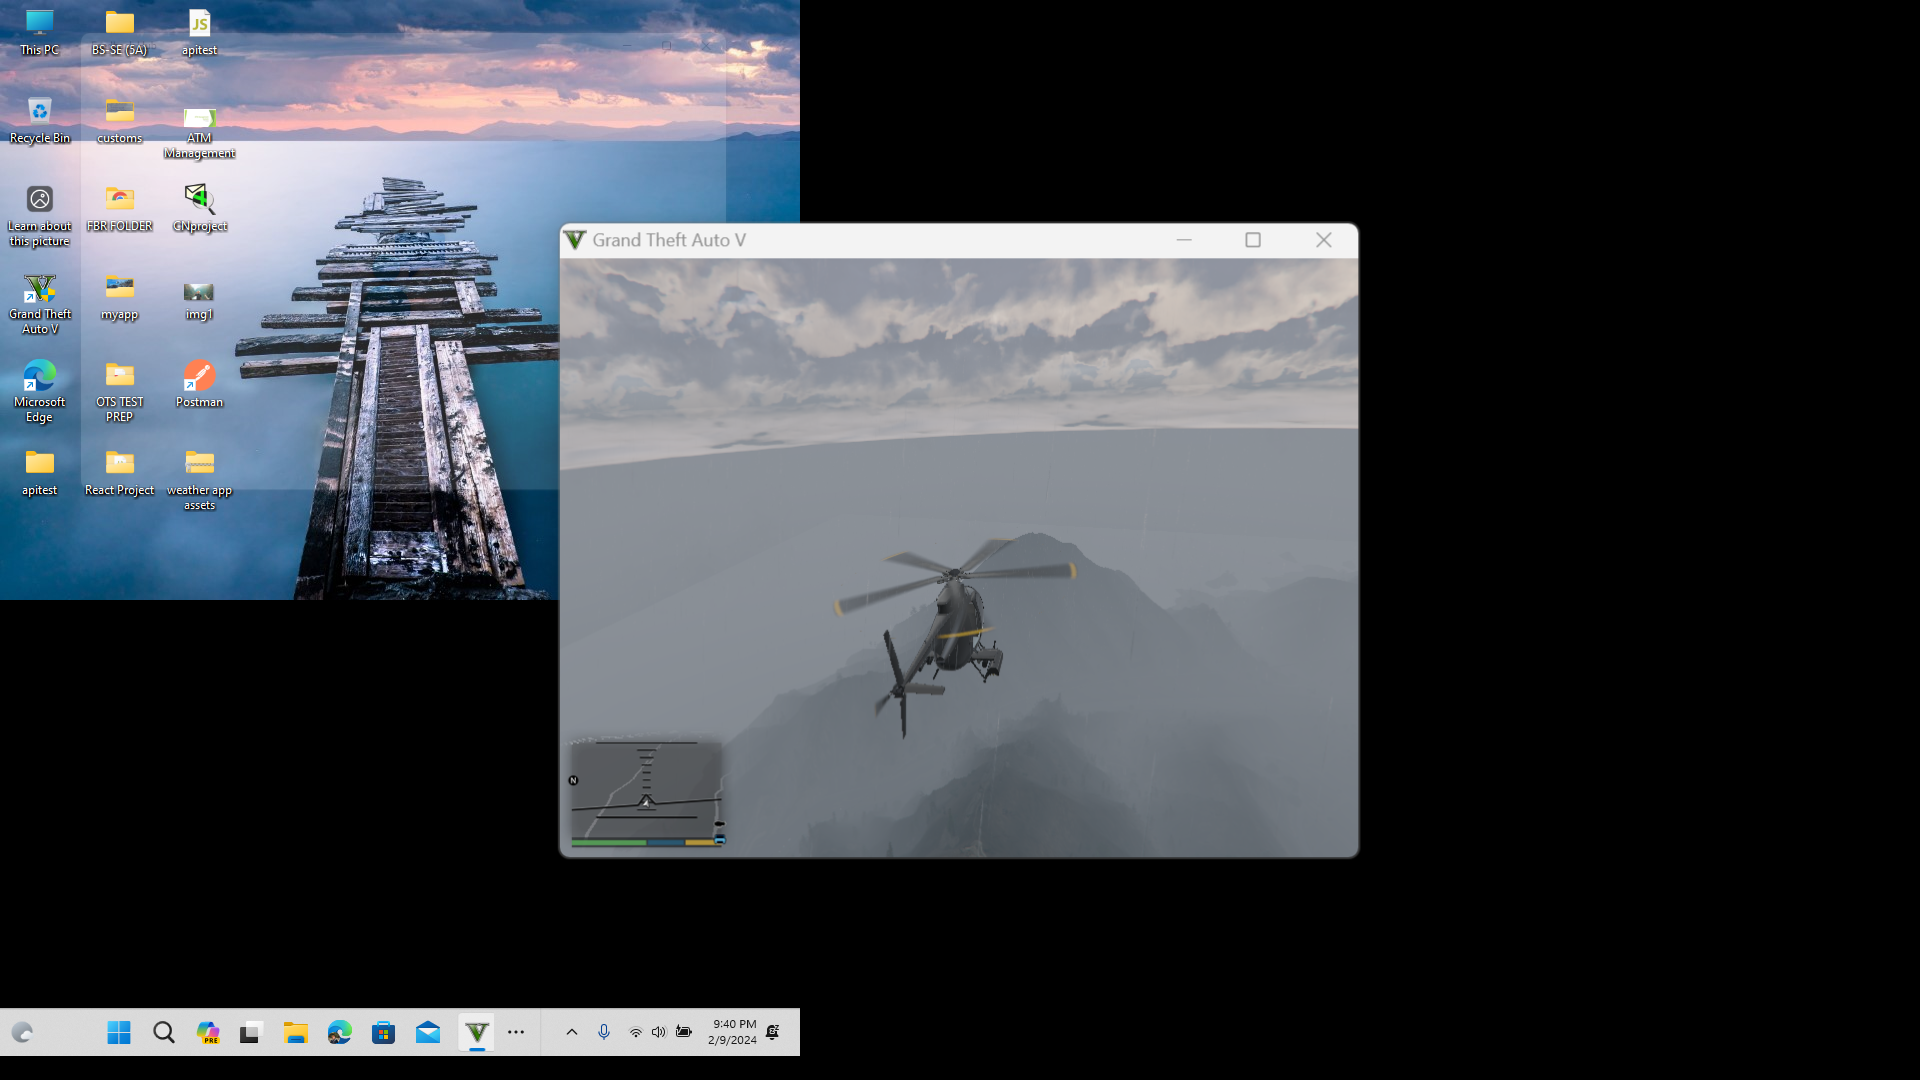 This PC
BS-SE (5A)
apitest
Recycle Bin
customs
ATM
Management
Learn about
this picture
FBR FOLDER
CNproject
Grand Theft
Auto V
myapp
img1
Microsoft
Edge
OTS TEST
PREP
Postman
apitest
React Project
weather app
assets
JS
Grand Theft Auto V
N
PRE
9:40 PM
2/9/2024